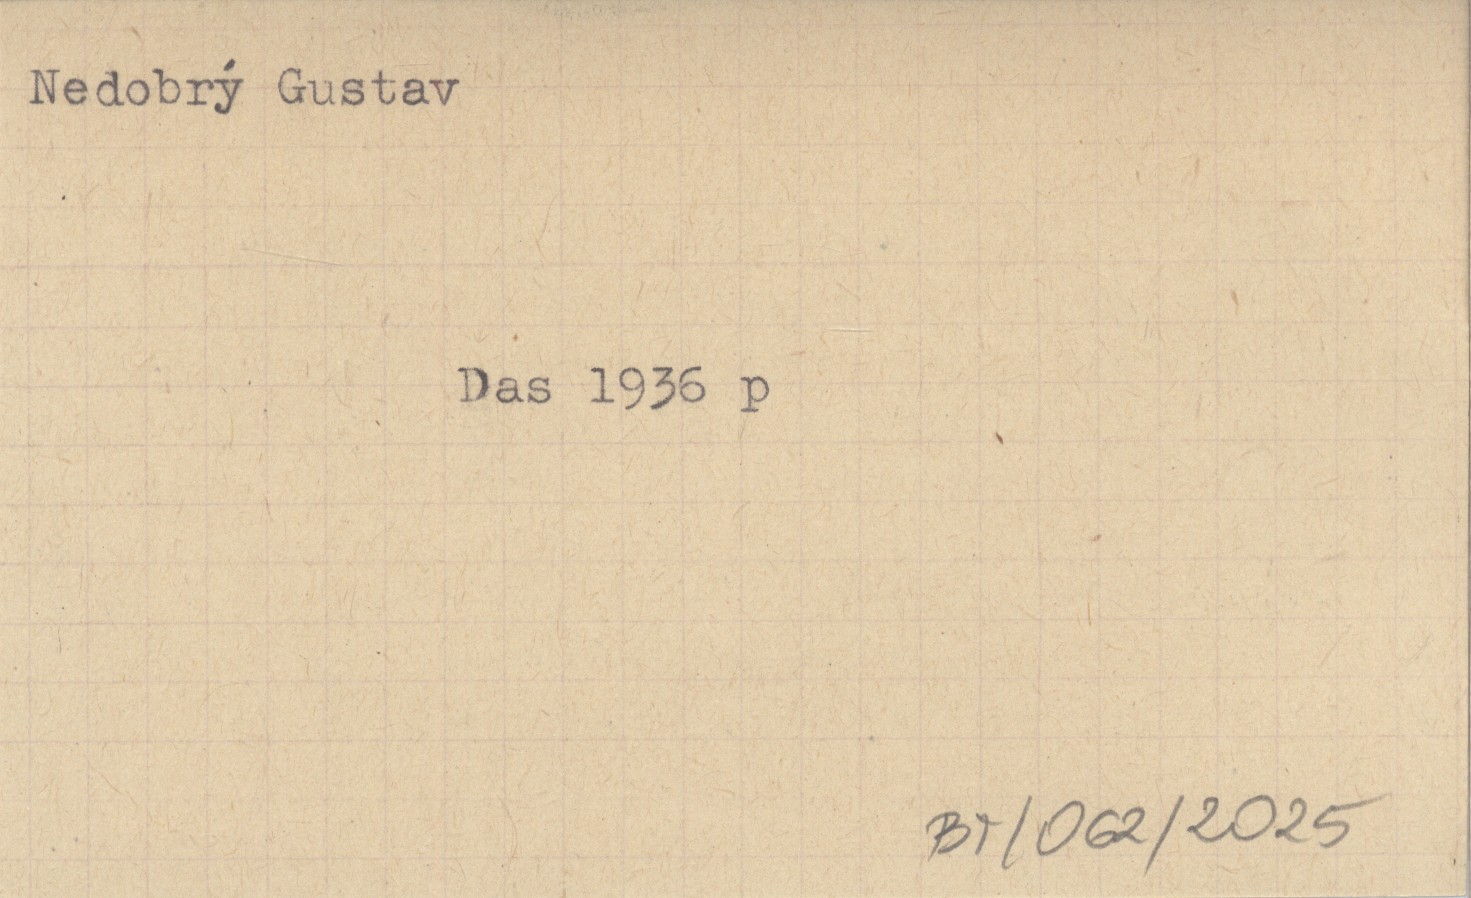 Nedobrý Gustav
Das 1936 p
BT/062/2025